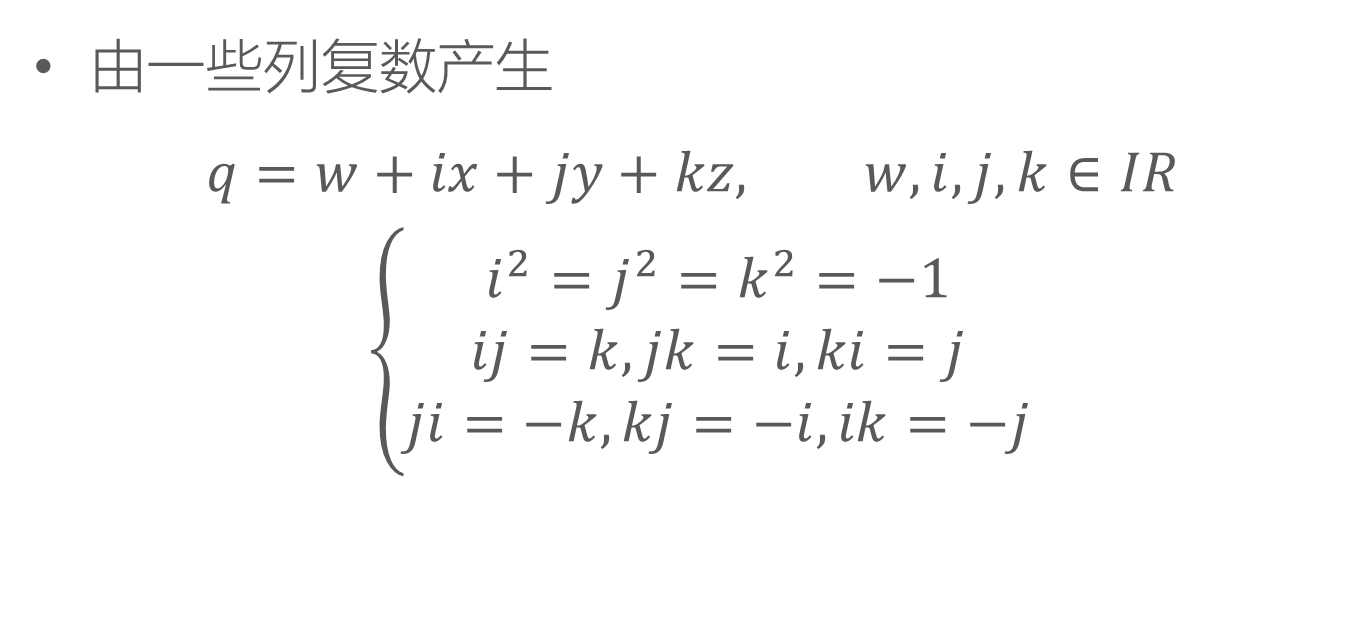 • 由一些列复数产生
q = w + ix + jy + kz, w, i, j, k ∈ IR
i² = j² = k² = −1
ij = k, jk = i, ki = j
ji = −k, kj = −i, ik = −j